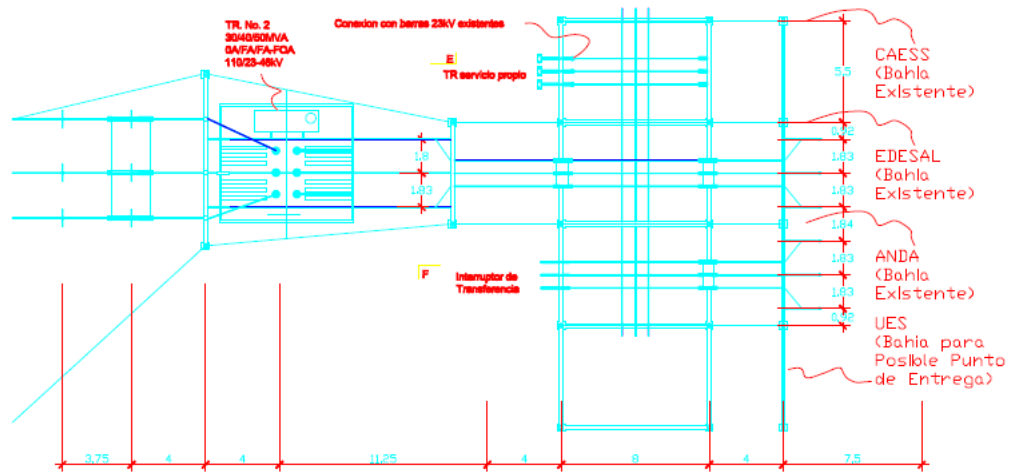 TR. No. 2
30/40/50MVA
OA/FA/FA-FOA
110/23-46kV
Conexion con barras 23kV existentes
E
TR servicio propio
CAESS
(Bahia
Existente)
5,5
0,92
1.8
1.83
EDESAL
(Bahia
Existente)
1.83
1.83
1.84
F
Interruptor de
Transferencia
ANDA
(Bahia
Existente)
1.83
1.83
0,92
UES
(Bahia para
Posible Punto
de Entrega)
3,75
4
4
11,25
4
8
4
7,5